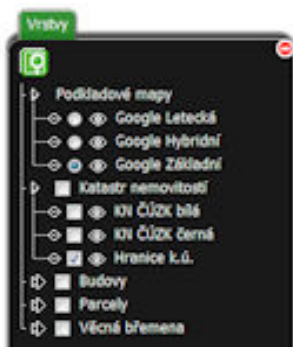 Vrstvy
Podkladové mapy
Google Letecká
Google Hybridní
Google Základní
Katastr nemovitostí
KN ČÚZK bílá
KN ČÚZK černá
Hranice k.ú.
Budovy
Parcely
Věcná břemena